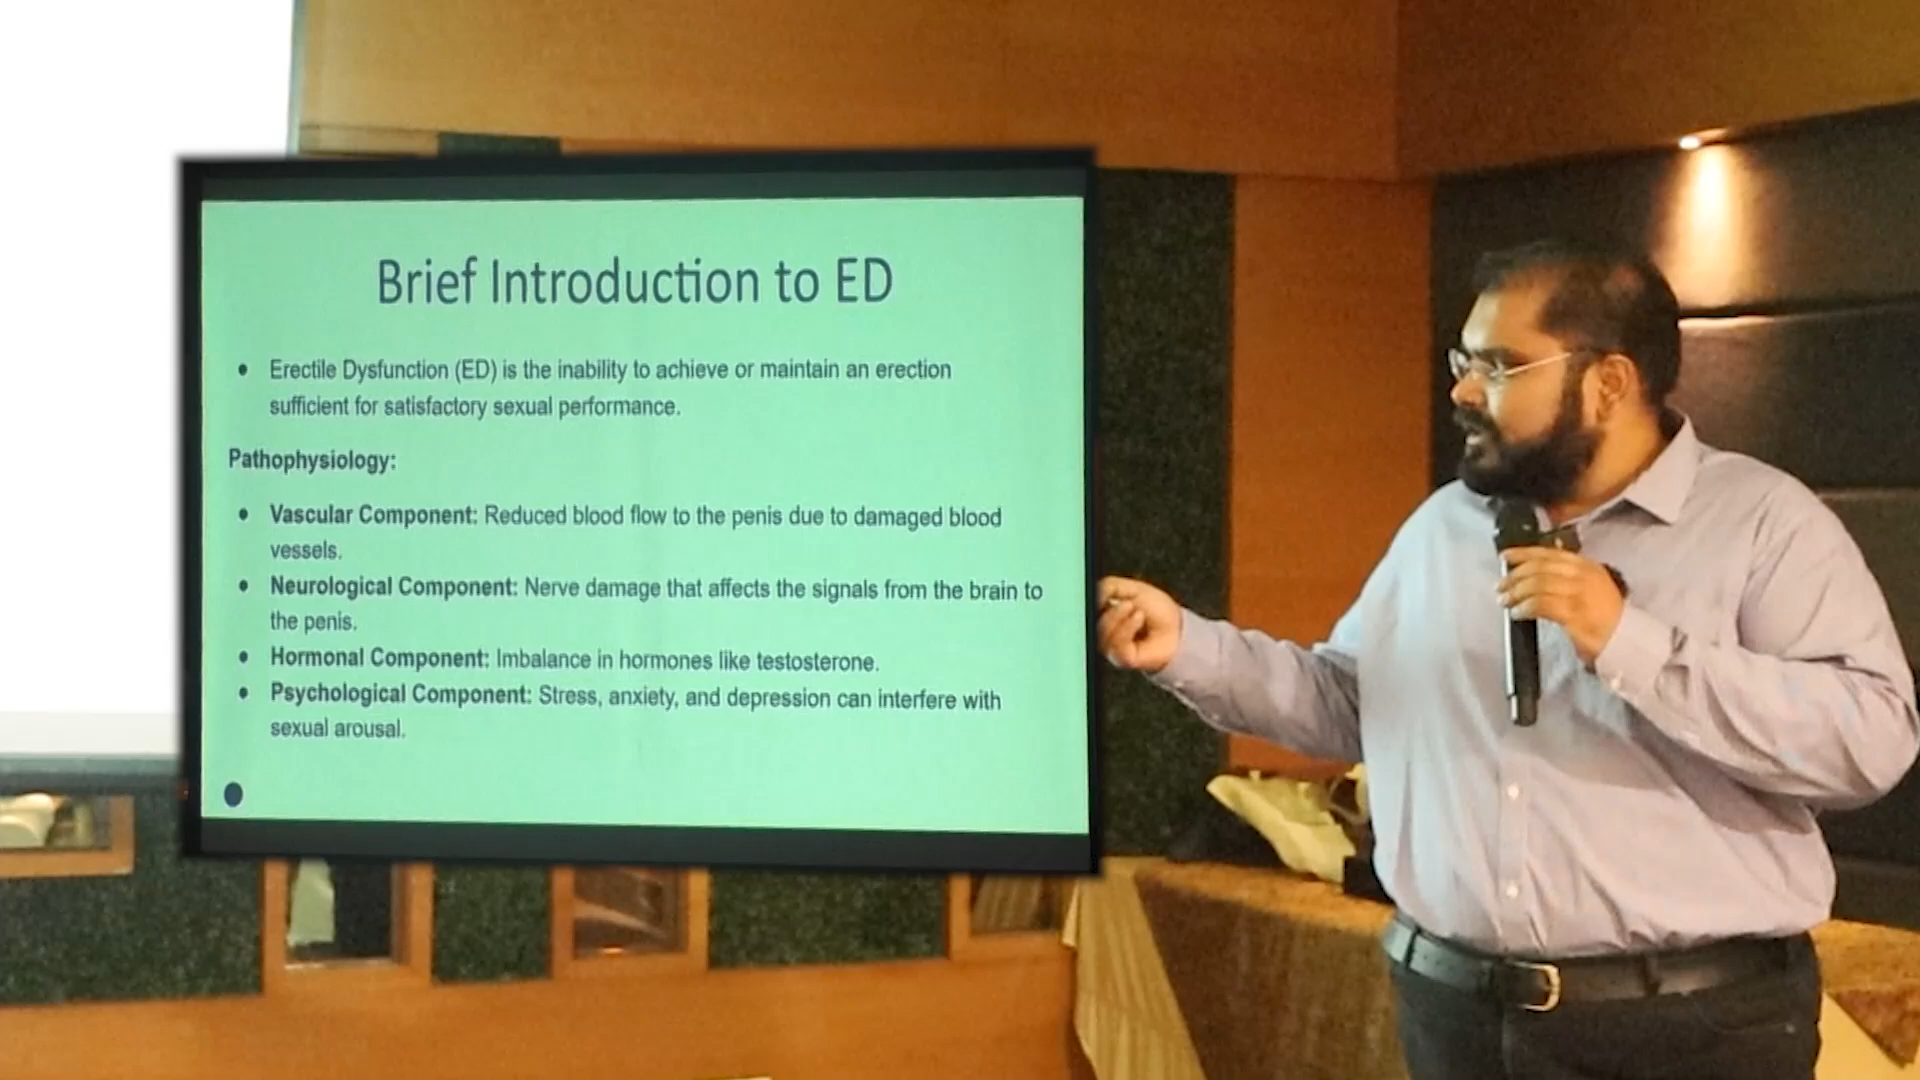 Brief Introduction to ED
● Erectile Dysfunction (ED) is the inability to achieve or maintain an erection
sufficient for satisfactory sexual performance.
Pathophysiology:
● Vascular Component: Reduced blood flow to the penis due to damaged blood
vessels.
● Neurological Component: Nerve damage that affects the signals from the brain to
the penis.
● Hormonal Component: Imbalance in hormones like testosterone.
● Psychological Component: Stress, anxiety, and depression can interfere with
sexual arousal.